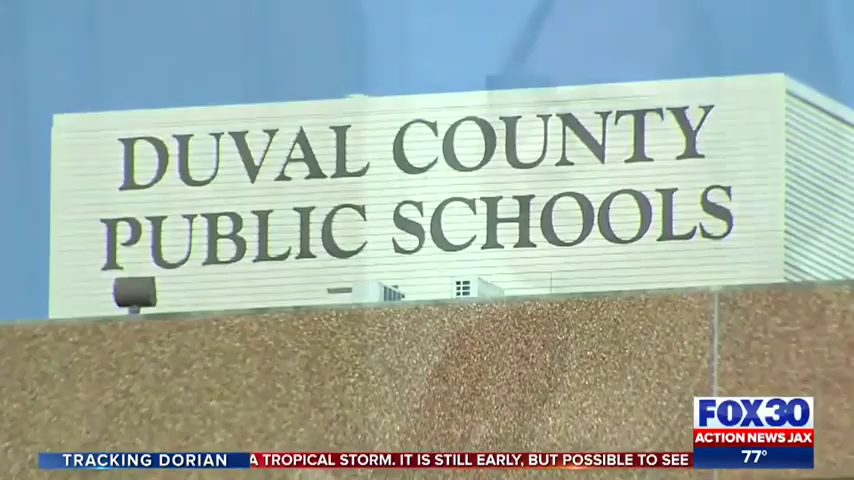 DUVAL COUNTY
PUBLIC SCHOOLS
FOX30
ACTION NEWS JAX
77°
TRACKING DORIAN
A TROPICAL STORM. IT IS STILL EARLY, BUT POSSIBLE TO SEE